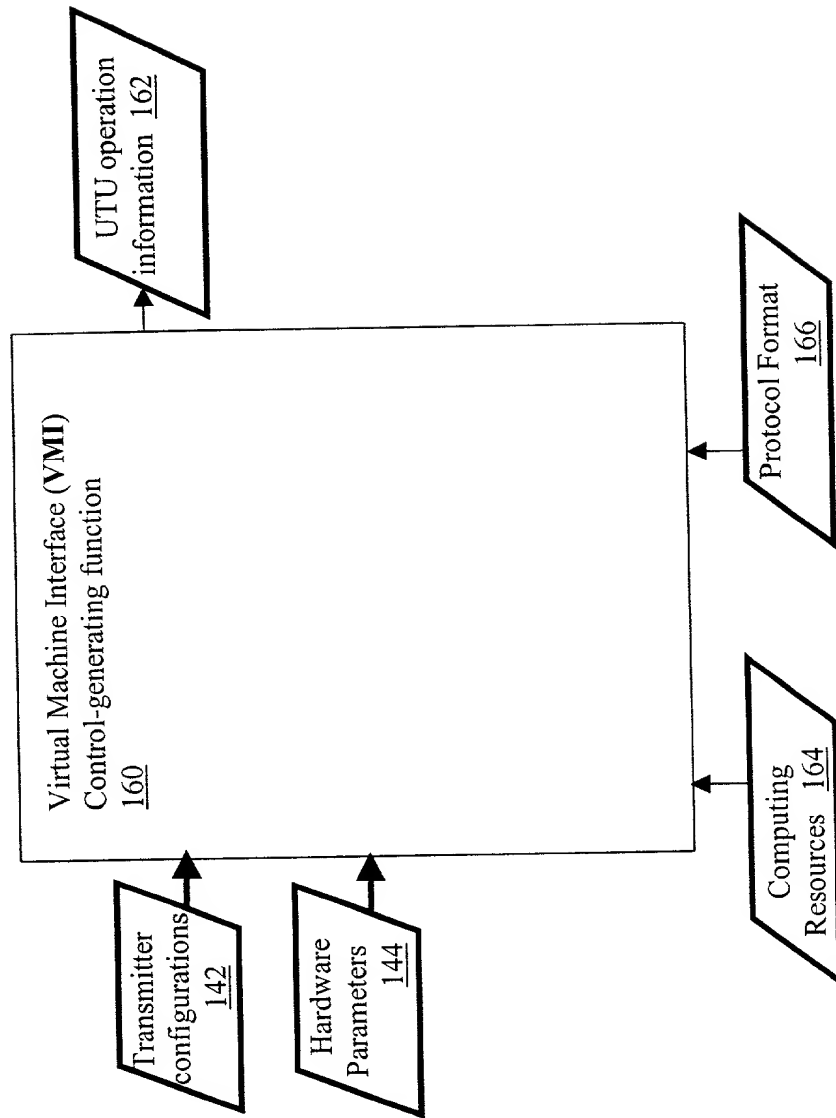 Virtual Machine Interface (VMI)
Control-generating function
160
Transmitter
configurations
142
Hardware
Parameters
144
UTU operation
information 162
Computing
Resources 164
Protocol Format
166